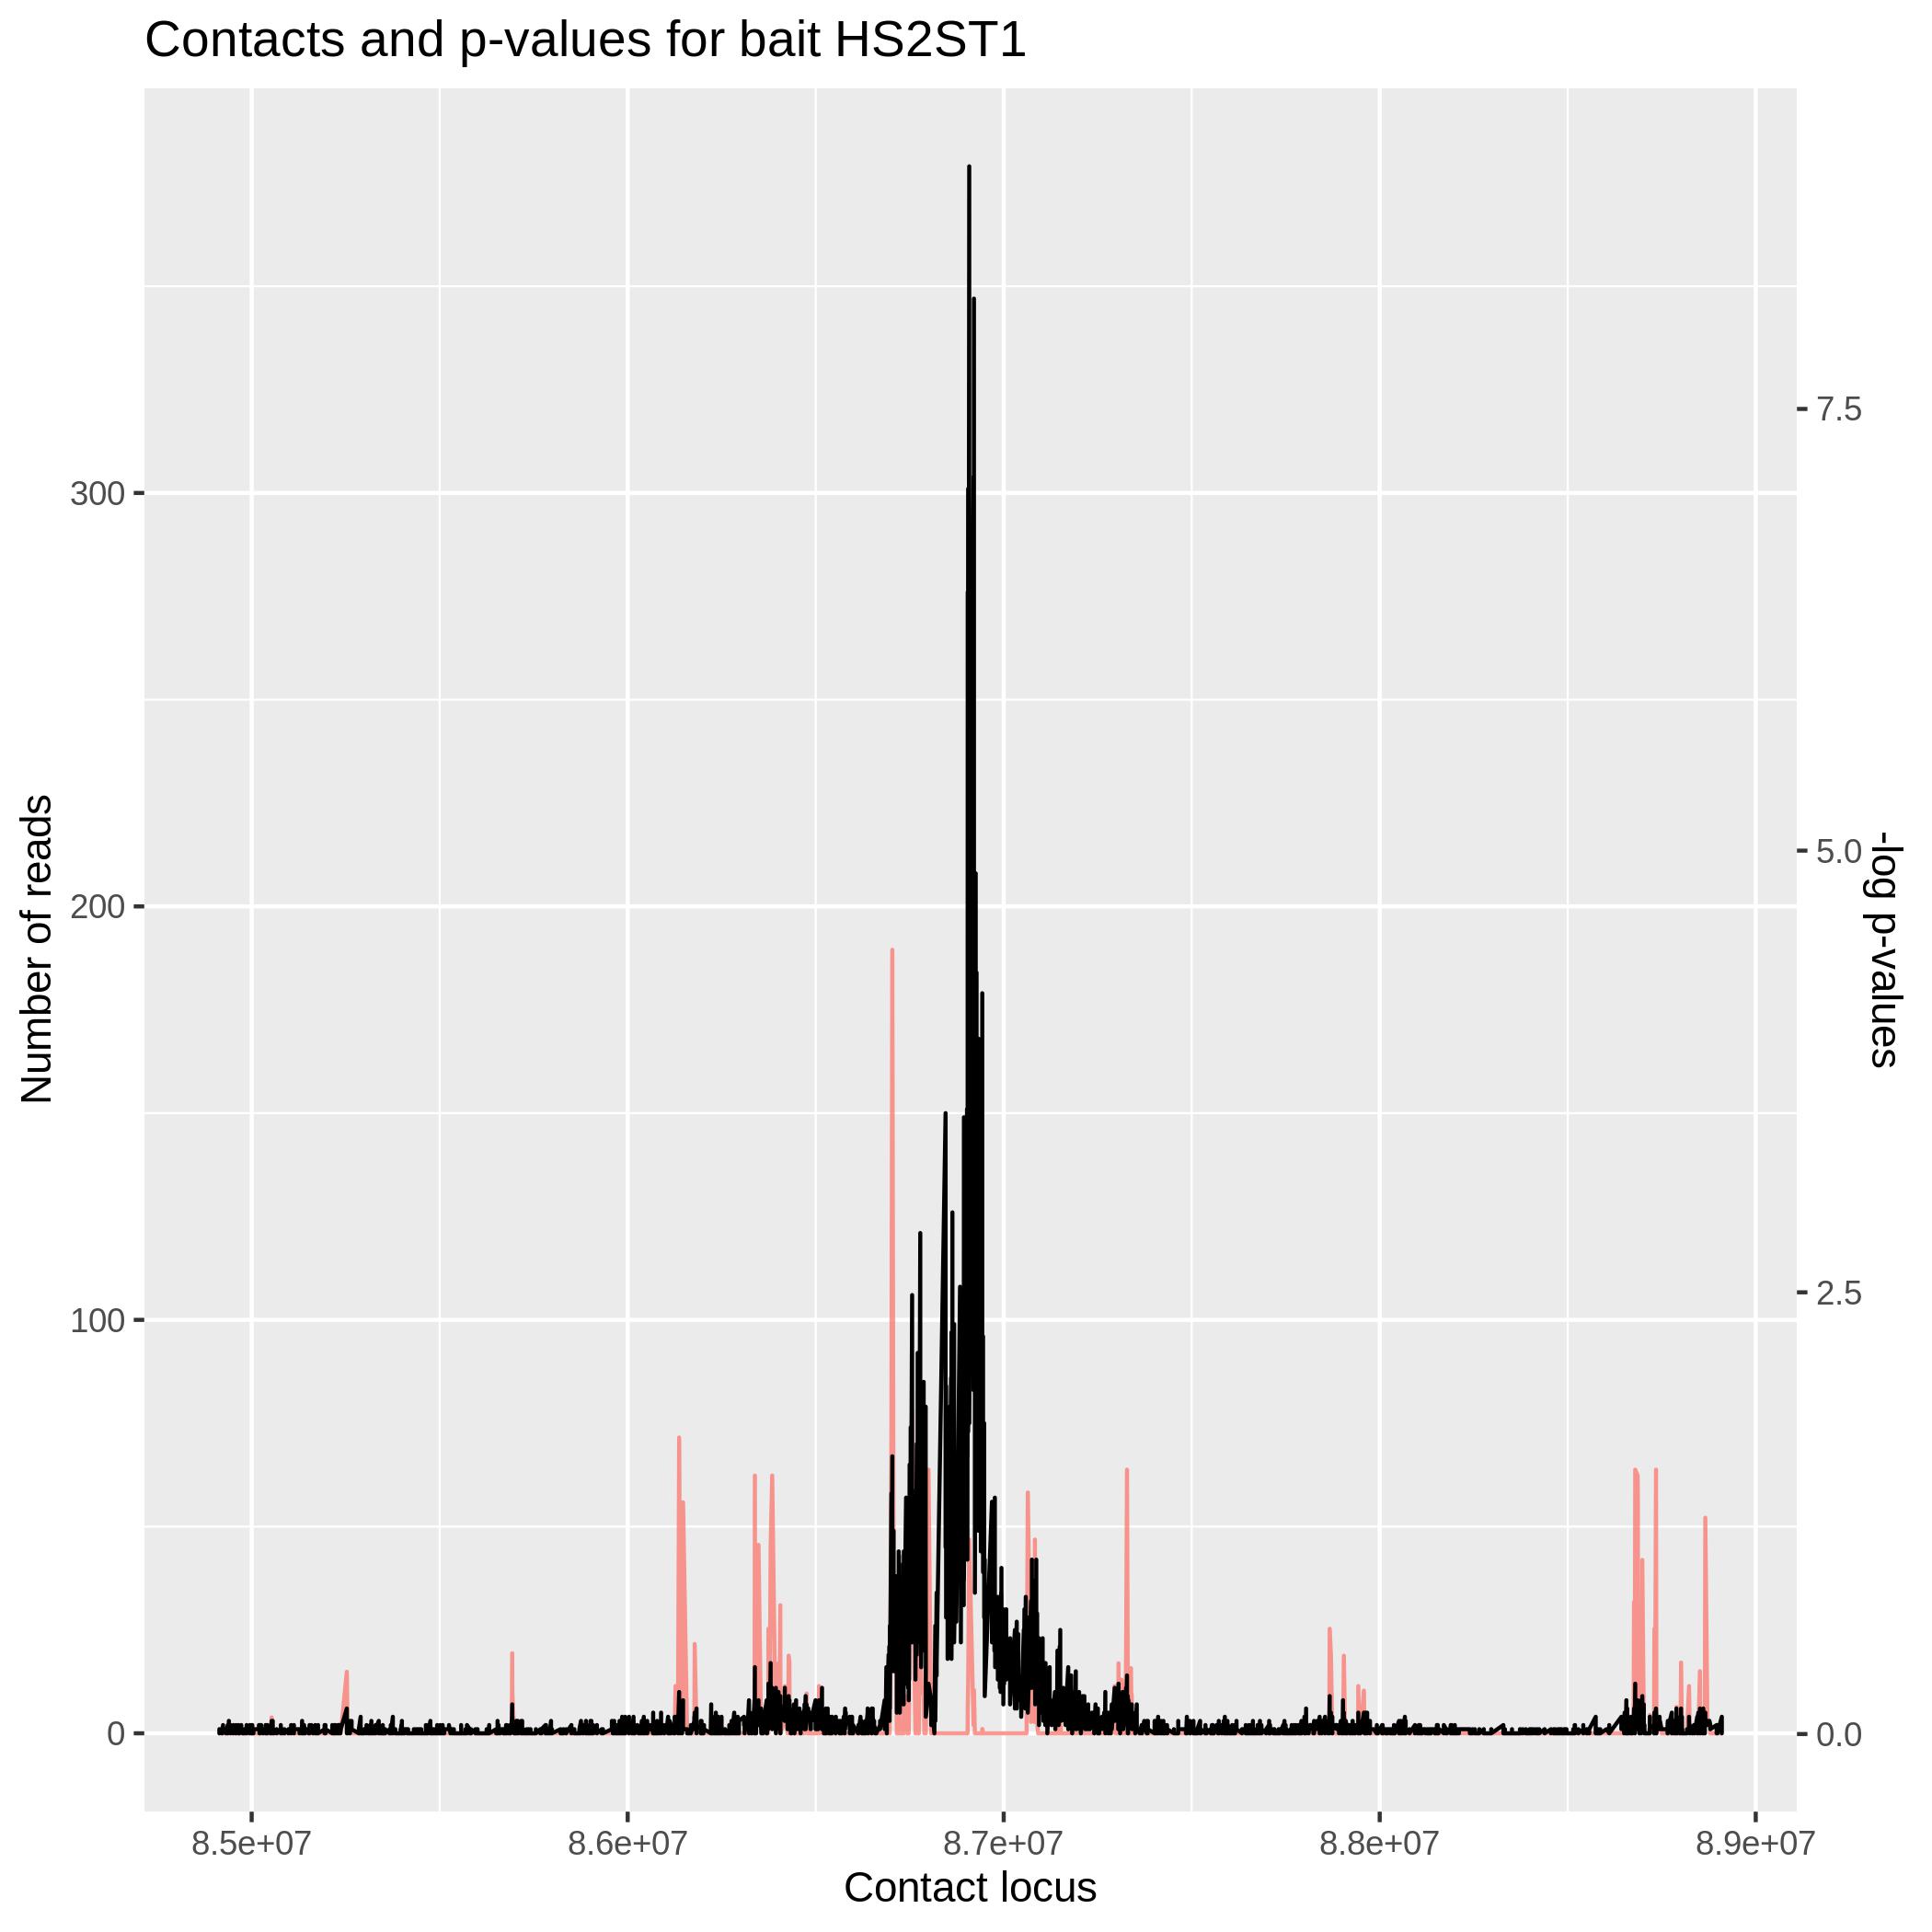 Contacts and p-values for bait HS2ST1
Number of reads
300
200
100
0
7.5
5.0
2.5
0.0
-log p-values
8.5e+07 8.6e+07 8.7e+07 8.8e+07 8.9e+07
Contact locus